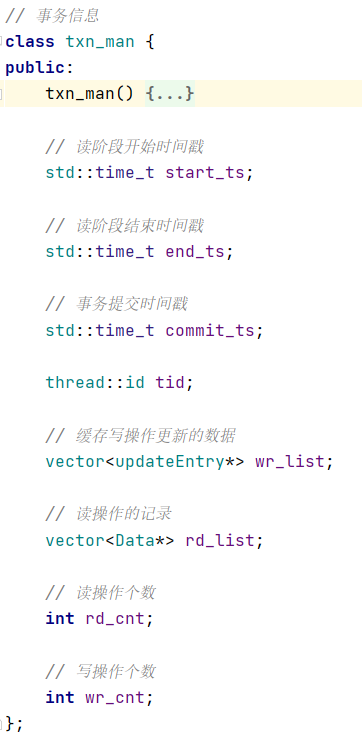 // 事务信息
class txn_man {
public:
    txn_man() {...}
    // 读阶段开始时间戳
    std::time_t start_ts;
    // 读阶段结束时间戳
    std::time_t end_ts;
    // 事务提交时间戳
    std::time_t commit_ts;
    thread::id tid;
    // 缓存写操作更新的数据
    vector<updateEntry*> wr_list;
    // 读操作的记录
    vector<Data*> rd_list;
    // 读操作个数
    int rd_cnt;
    // 写操作个数
    int wr_cnt;
};